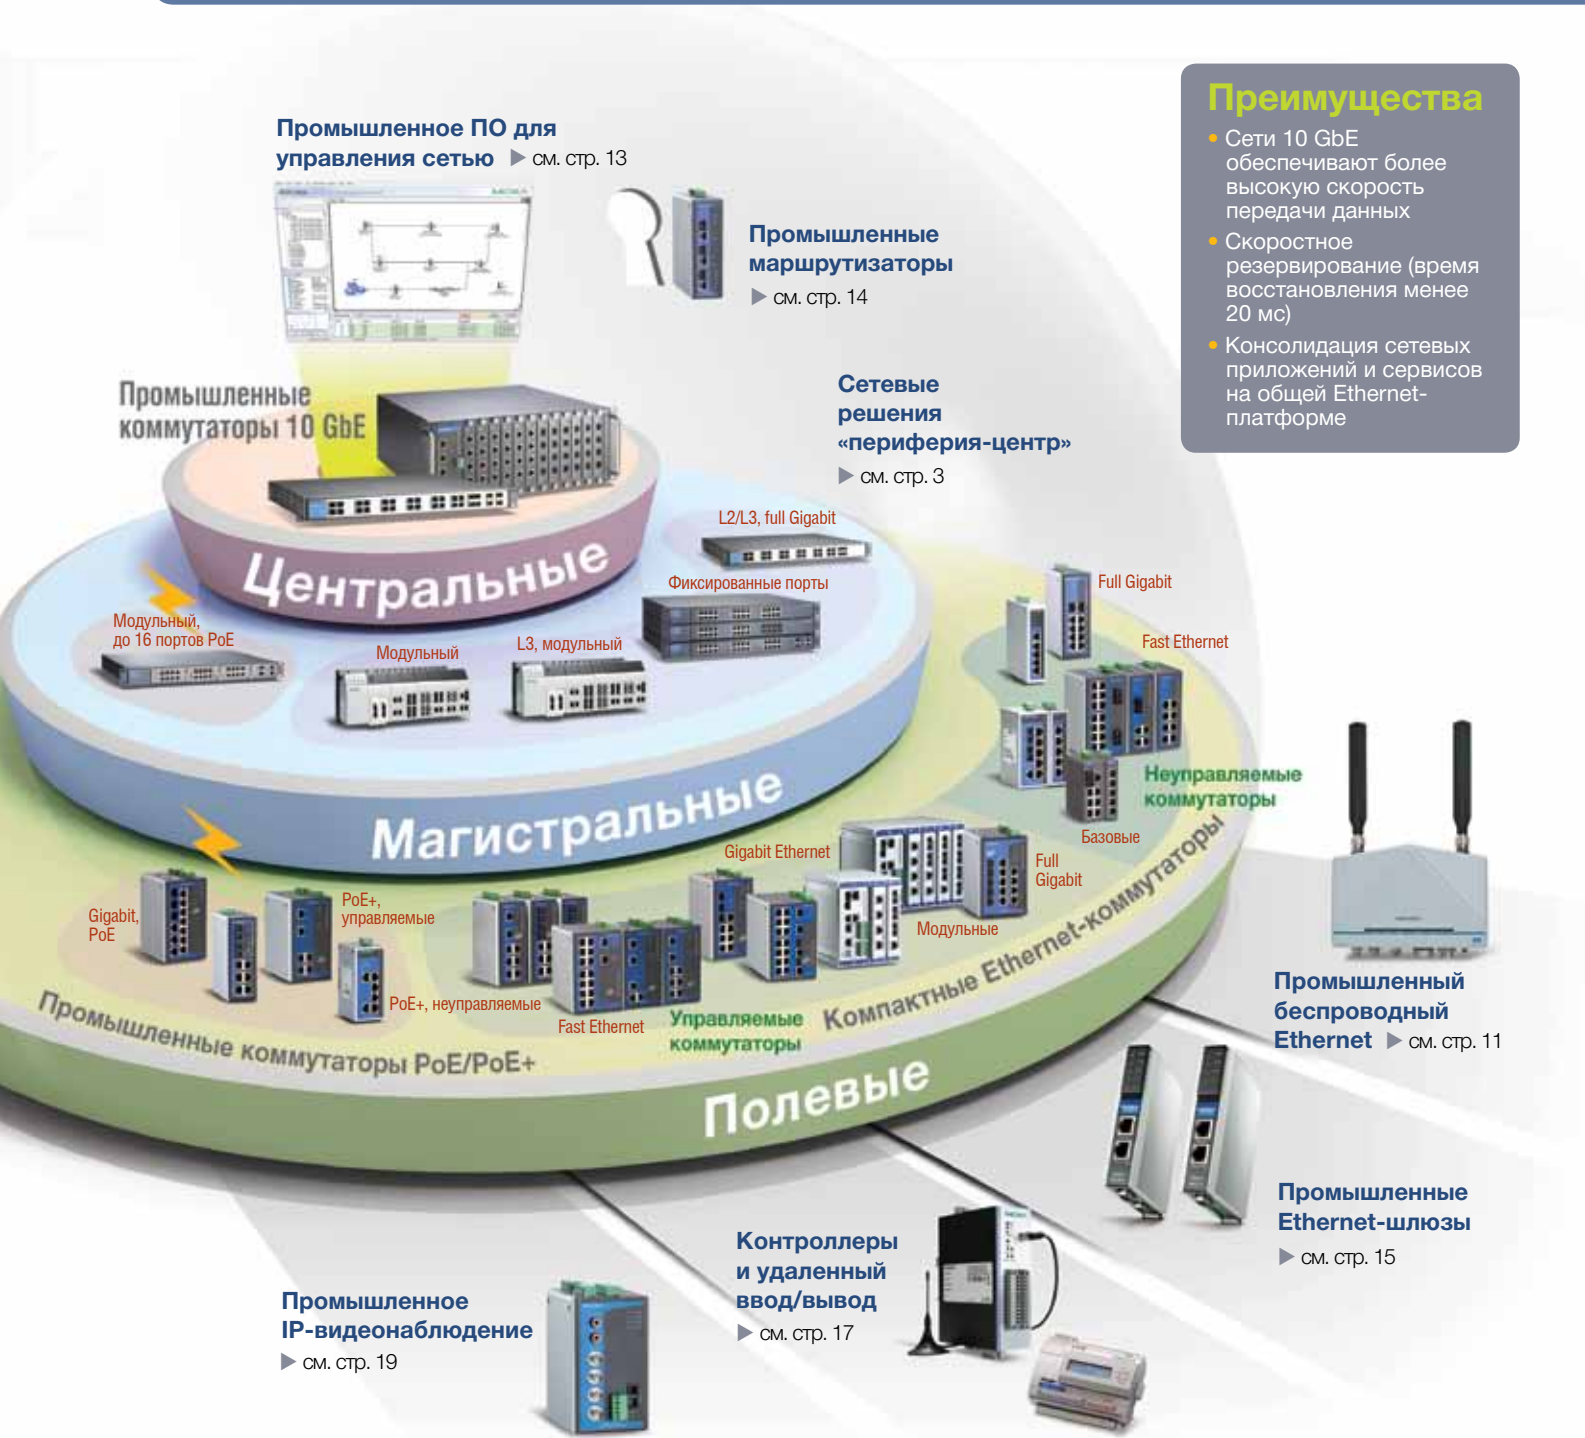 Преимущества
• Сети 10 GbE
обеспечивают более
высокую скорость
передачи данных
• Скоростное
резервирование (время
восстановления менее
20 мс)
• Консолидация сетевых
приложений и сервисов
на общей Ethernet-
платформе
Промышленное ПО для
управления сетью ▶ см. стр. 13
Промышленные
маршрутизаторы
▶ см. стр. 14
Промышленные
коммутаторы 10 GbE
Сетевые
решения
«периферия-центр»
▶ см. стр. 3
Центральные
L2/L3, full Gigabit
Фиксированные порты
Модульный,
до 16 портов PoE
Модульный
L3, модульный
Магистральные
Full Gigabit
Fast Ethernet
Неуправляемые
коммутаторы
Базовые
Gigabit Ethernet
Full
Gigabit
Модульные
Gigabit,
PoE
PoE+,
управляемые
PoE+, неуправляемые
Fast Ethernet
Управляемые
коммутаторы
Компактные Ethernet-коммутаторы
Промышленные коммутаторы PoE/PoE+
Полевые
Промышленный
беспроводный
Ethernet ▶ см. стр. 11
Промышленные
Ethernet-шлюзы
▶ см. стр. 15
Контроллеры
и удаленный
ввод/вывод
▶ см. стр. 17
Промышленное
IP-видеонаблюдение
▶ см. стр. 19